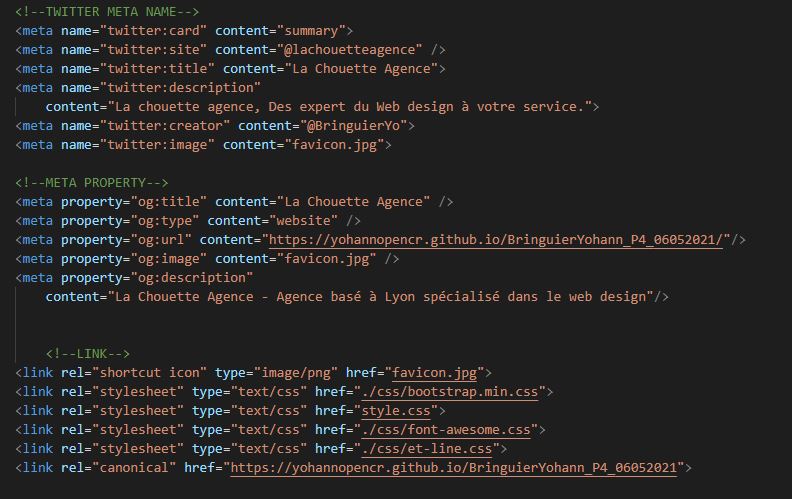 <!--TWITTER META NAME-->
<meta name="twitter:card" content="summary">
<meta name="twitter:site" content="@lachouetteagence" />
<meta name="twitter:title" content="La Chouette Agence">
<meta name="twitter:description"
content="La chouette agence, Des expert du Web design à votre service.">
<meta name="twitter:creator" content="@BringuierYo">
<meta name="twitter:image" content="favicon.jpg">
<!--META PROPERTY-->
<meta property="og:title" content="La Chouette Agence" />
<meta property="og:type" content="website" />
<meta property="og:url" content="https://yohannopencr.github.io/BringuierYohann_P4_06052021/"/>
<meta property="og:image" content="favicon.jpg" />
<meta property="og:description"
content="La Chouette Agence - Agence basé à Lyon spécialisé dans le web design"/>
<!--LINK-->
<link rel="shortcut icon" type="image/png" href="favicon.jpg">
<link rel="stylesheet" type="text/css" href="./css/bootstrap.min.css">
<link rel="stylesheet" type="text/css" href="style.css">
<link rel="stylesheet" type="text/css" href="./css/font-awesome.css">
<link rel="stylesheet" type="text/css" href="./css/et-line.css">
<link rel="canonical" href="https://yohannopencr.github.io/BringuierYohann_P4_06052021">